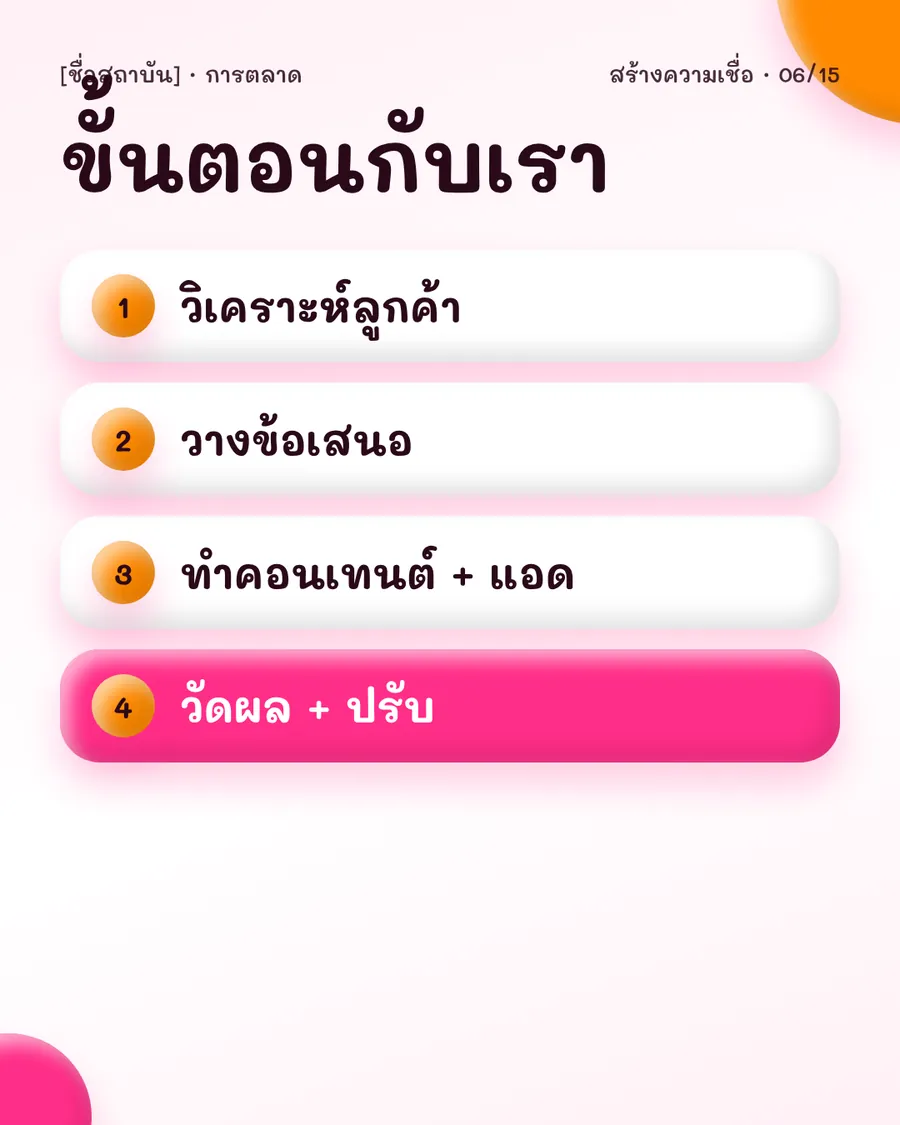 [ชื่อสถาบัน] · การตลาด
สร้างความเชื่อ · 06/15
ขั้นตอนกับเรา
1 วิเคราะห์ลูกค้า
2 วางข้อเสนอ
3 ทำคอนเทนต์ + แอด
4 วัดผล + ปรับ